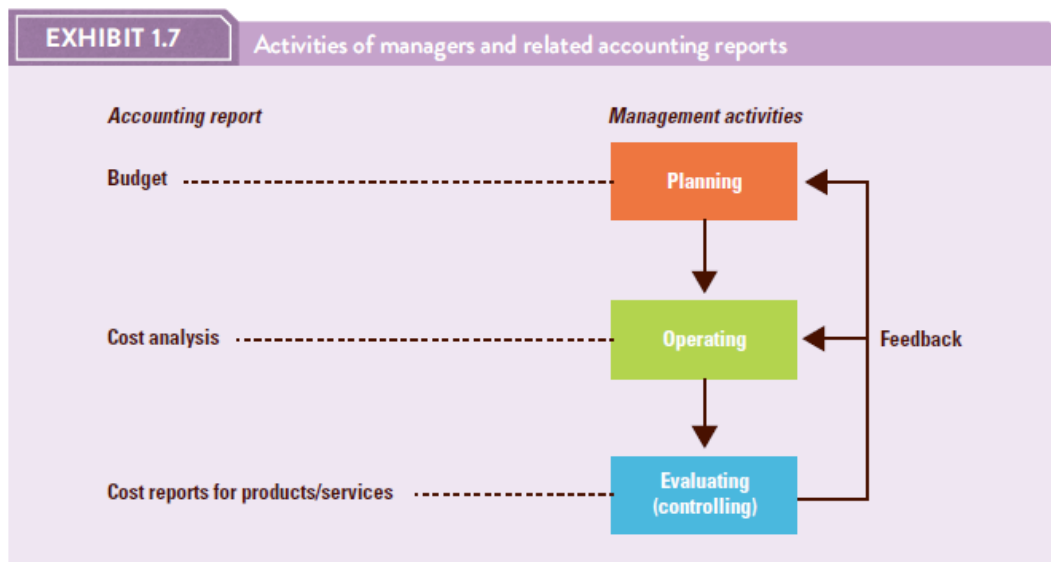 EXHIBIT 1.7
Activities of managers and related accounting reports
Accounting report
Management activities
Budget
Planning
Cost analysis
Operating
Feedback
Cost reports for products/services
Evaluating
(controlling)